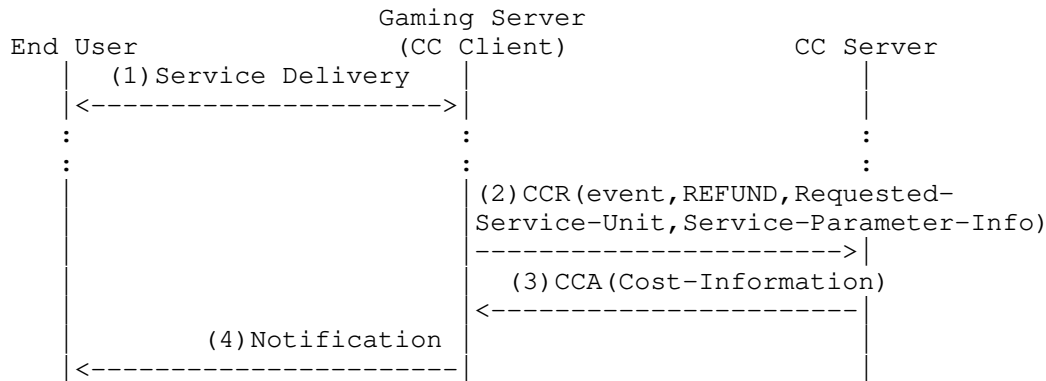 Gaming Server
End User (CC Client) CC Server
(1)Service Delivery
(2)CCR(event,REFUND,Requested-
Service-Unit,Service-Parameter-Info)
(3)CCA(Cost-Information)
(4)Notification